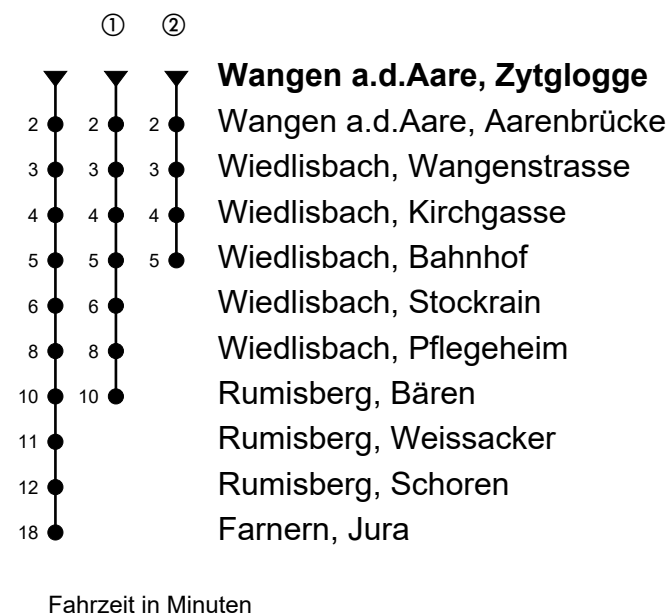 ① ②
Wangen a.d.Aare, Zytglogge
2 2 2 Wangen a.d.Aare, Aarenbrücke
3 3 3 Wiedlisbach, Wangenstrasse
4 4 4 Wiedlisbach, Kirchgasse
5 5 5 Wiedlisbach, Bahnhof
6 6 Wiedlisbach, Stockrain
8 8 Wiedlisbach, Pflegeheim
10 10 Rumisberg, Bären
11 Rumisberg, Weissacker
12 Rumisberg, Schoren
18 Farnern, Jura
Fahrzeit in Minuten